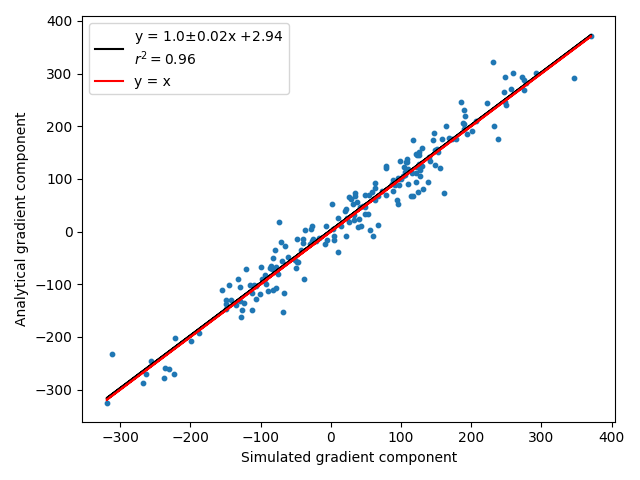 y = 1.0±0.02x +2.94
r² = 0.96
y = x
400
300
200
100
0
−100
−200
−300
Analytical gradient component
−300 −200 −100 0 100 200 300 400
Simulated gradient component